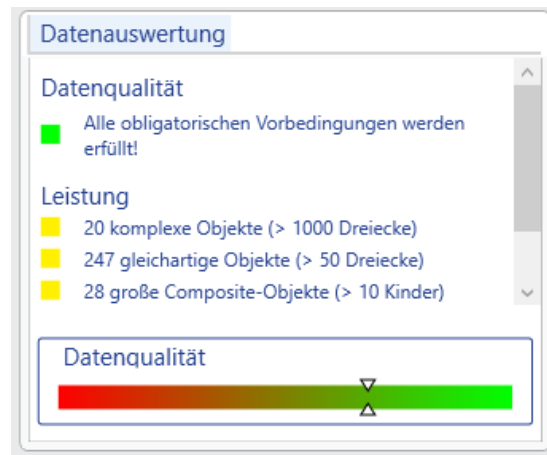 Datenauswertung
Datenqualität
Alle obligatorischen Vorbedingungen werden
erfüllt!
Leistung
20 komplexe Objekte (> 1000 Dreiecke)
247 gleichartige Objekte (> 50 Dreiecke)
28 große Composite-Objekte (> 10 Kinder)
Datenqualität